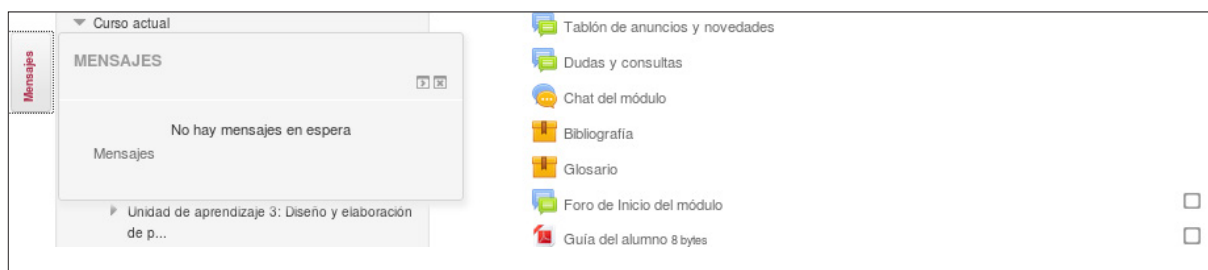 Curso actual
Mensajes
MENSAJES
No hay mensajes en espera
Mensajes
Unidad de aprendizaje 3: Diseño y elaboración
de p...
Tablón de anuncios y novedades
Dudas y consultas
Chat del módulo
Bibliografía
Glosario
Foro de Inicio del módulo
Guía del alumno 8 bytes